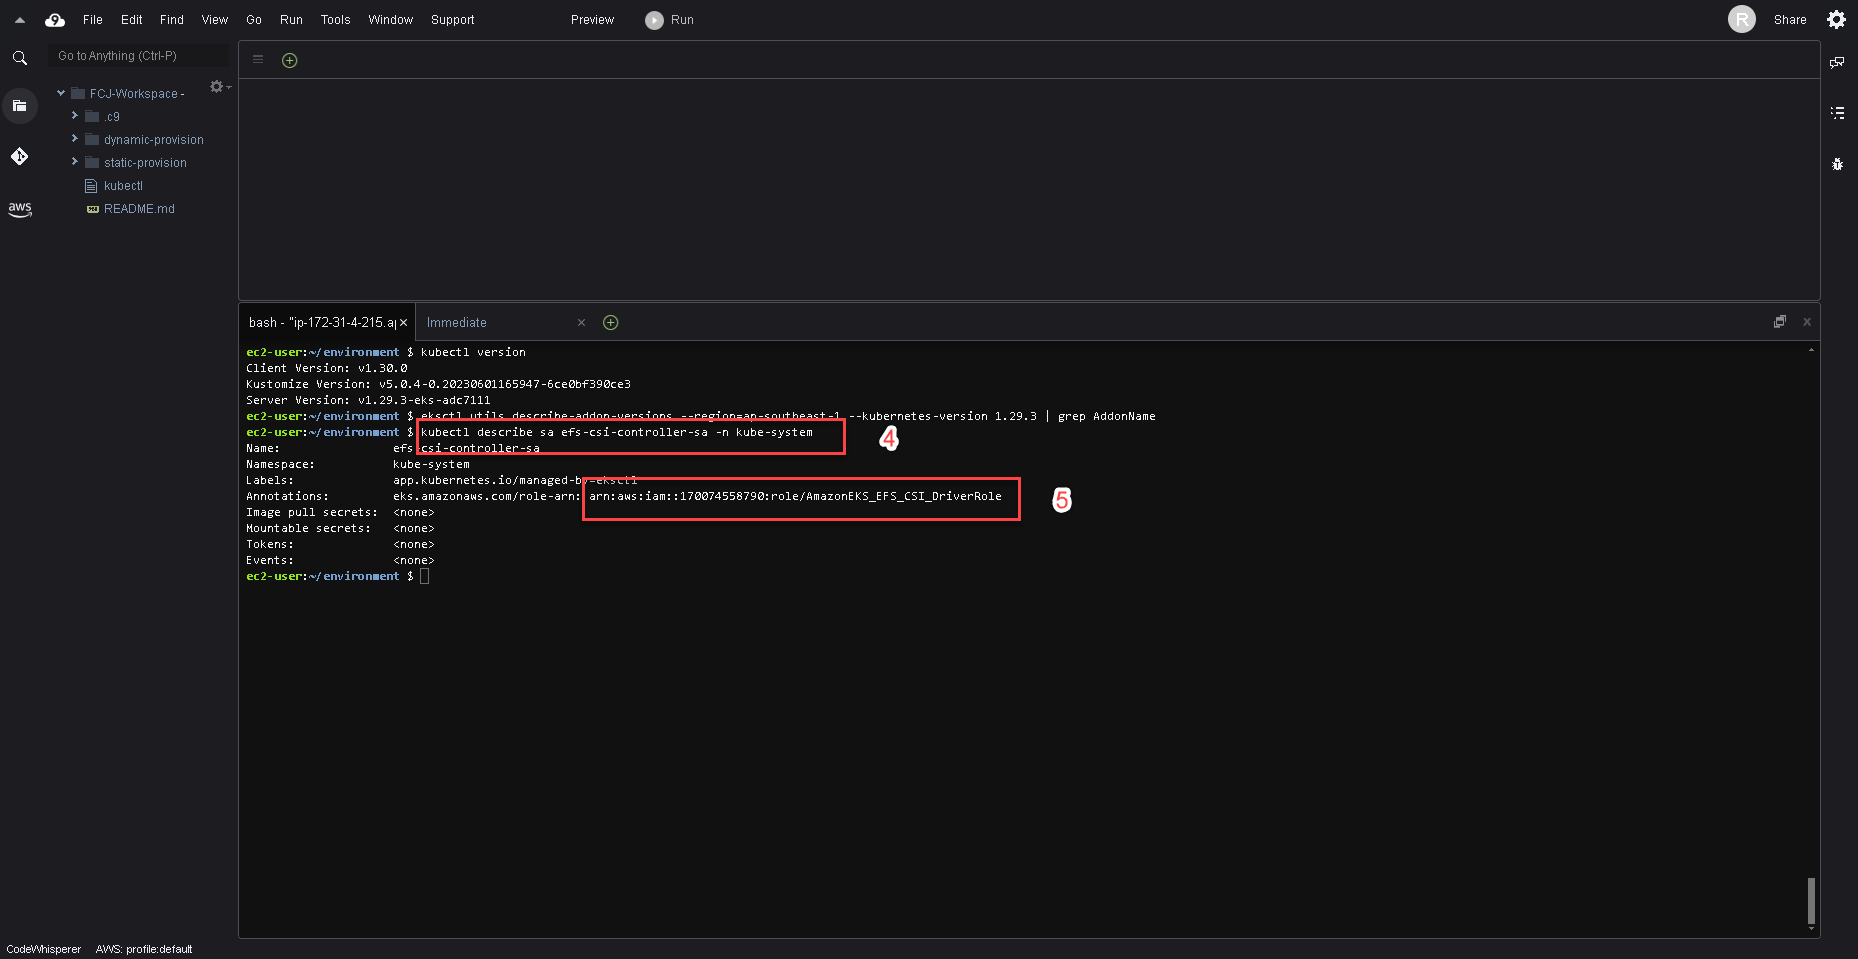 File Edit Find View Go Run Tools Window Support Preview Run R Share
Go to Anything (Ctrl-P)
FCJ-Workspace -
.c9
dynamic-provision
static-provision
kubectl
README.md
aws
bash - "ip-172-31-4-215.ap Immediate
ec2-user:~/environment $ kubectl version
Client Version: v1.30.0
Kustomize Version: v5.0.4-0.20230601165947-6ce0bf390ce3
Server Version: v1.29.3-eks-adc7111
ec2-user:~/environment $ eksctl utils describe-addon-versions --region=ap-southeast-1 --kubernetes-version 1.29.3 | grep AddonName
ec2-user:~/environment $ kubectl describe sa efs-csi-controller-sa -n kube-system
4
Name: efs-csi-controller-sa
Namespace: kube-system
Labels: app.kubernetes.io/managed-by=eksctl
Annotations: eks.amazonaws.com/role-arn: arn:aws:iam::170074558790:role/AmazonEKS_EFS_CSI_DriverRole
5
Image pull secrets: <none>
Mountable secrets: <none>
Tokens: <none>
Events: <none>
ec2-user:~/environment $
CodeWhisperer AWS: profile:default